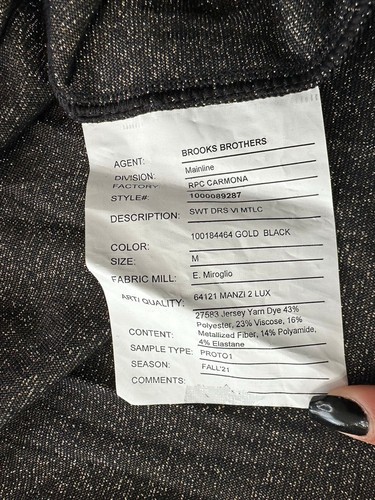 BROOKS BROTHERS
AGENT:
DIVISION: Mainline
FACTORY: RPC CARMONA
STYLE#: 1000089287
DESCRIPTION: SWT DRS VI MTLC
COLOR: 100184464 GOLD BLACK
SIZE: M
FABRIC MILL: E. Miroglio
ART/ QUALITY: 64121 MANZI 2 LUX
27583 Jersey Yarn Dye 43%
CONTENT: Polyester, 23% Viscose, 16%
Metallized Fiber, 14% Polyamide,
4% Elastane
SAMPLE TYPE: PROTO1
SEASON: FALL'21
COMMENTS: